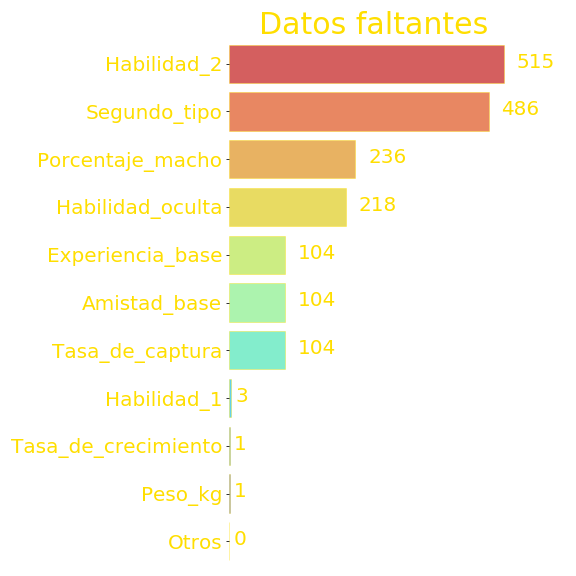 Datos faltantes
Habilidad_2 515
Segundo_tipo 486
Porcentaje_macho 236
Habilidad_oculta 218
Experiencia_base 104
Amistad_base 104
Tasa_de_captura 104
Habilidad_1 3
Tasa_de_crecimiento 1
Peso_kg 1
Otros 0